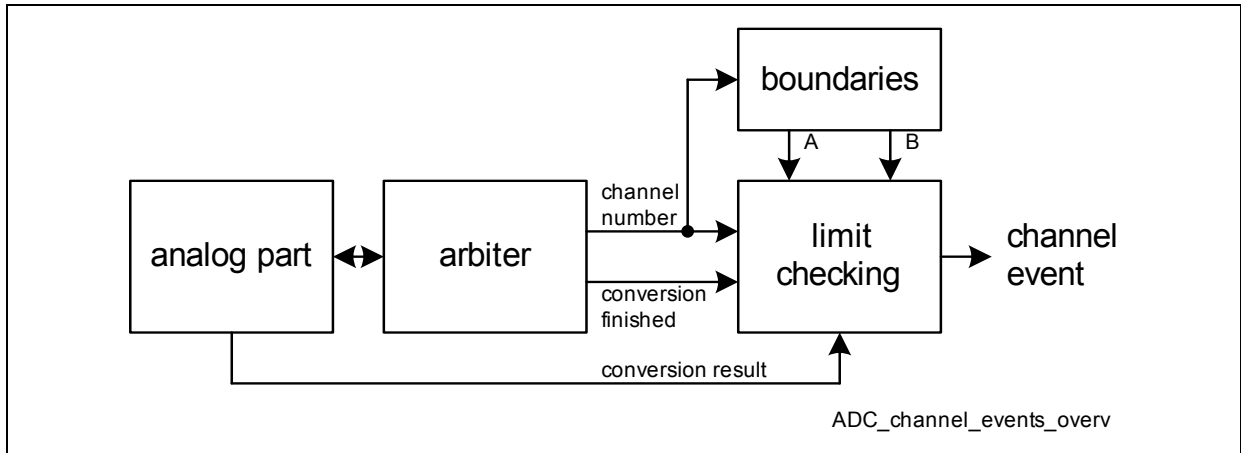 boundaries
A
B
channel
number
analog part
arbiter
limit
checking
channel
event
conversion
finished
conversion result
ADC_channel_events_overv